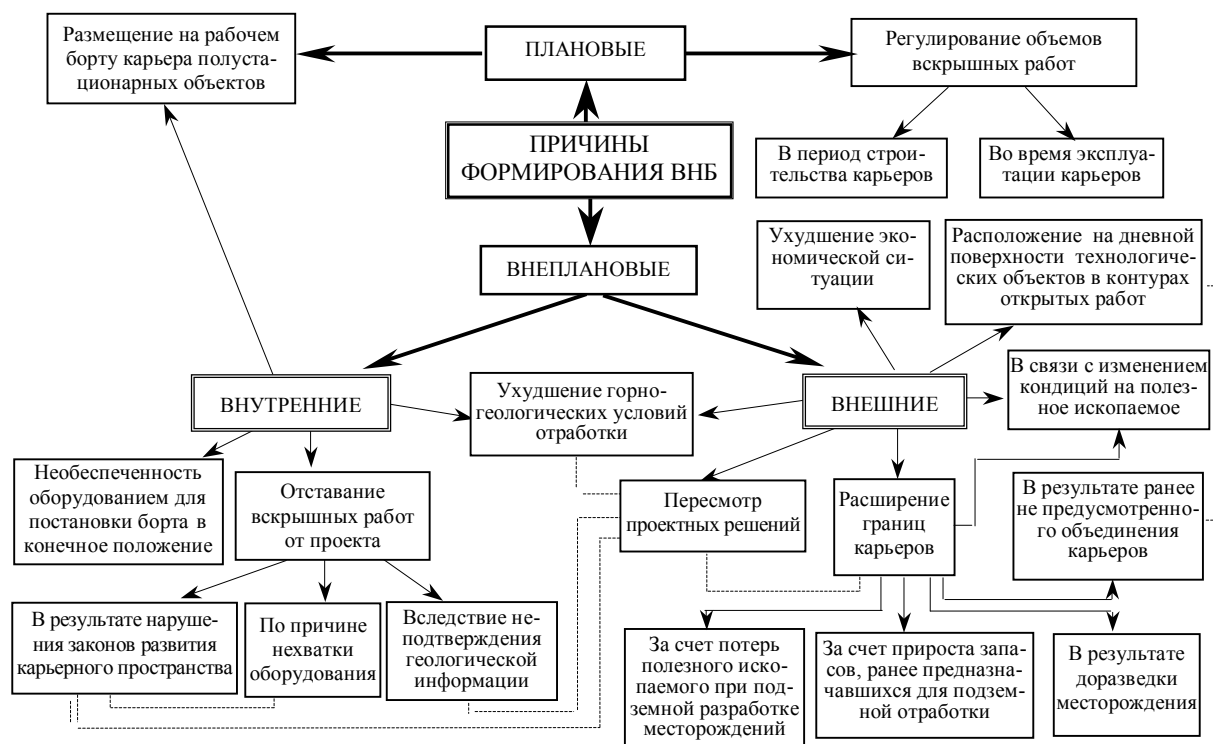 Размещение на рабочем
борту карьера полуста-
ционарных объектов
ПЛАНОВЫЕ
Регулирование объемов
вскрышных работ
ПРИЧИНЫ
ФОРМИРОВАНИЯ ВНБ
В период строи-
тельства карьеров
Во время эксплуа-
тации карьеров
ВНЕПЛАНОВЫЕ
Ухудшение эко-
номической си-
туации
Расположение на дневной
поверхности технологиче-
ских объектов в контурах
открытых работ
ВНУТРЕННИЕ
Ухудшение горно-
геологических условий
отработки
ВНЕШНИЕ
В связи с изменением
кондиций на полез-
ное ископаемое
Необеспеченность
оборудованием для
постановки борта в
конечное положение
Отставание
вскрышных работ
от проекта
Пересмотр
проектных решений
Расширение
границ
карьеров
В результате ранее
не предусмотренно-
го объединения
карьеров
В результате наруше-
ния законов развития
карьерного пространства
По причине
нехватки
оборудования
Вследствие не-
подтверждения
геологической
информации
За счет потерь
полезного иско-
паемого при под-
земной разработке
месторождений
За счет прироста запа-
сов, ранее предназна-
чавшихся для подзем-
ной отработки
В результате
доразведки
месторождения